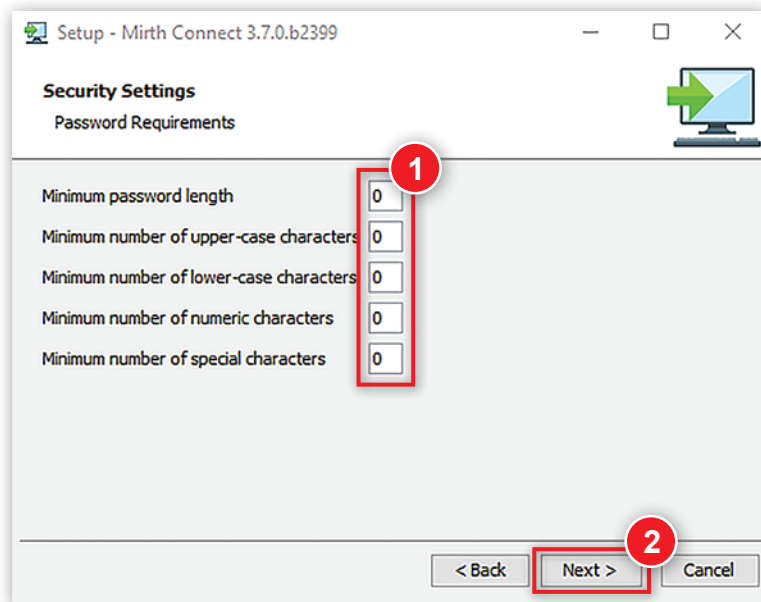 Setup - Mirth Connect 3.7.0.b2399
Security Settings
Password Requirements
1
Minimum password length 0
Minimum number of upper-case characters 0
Minimum number of lower-case characters 0
Minimum number of numeric characters 0
Minimum number of special characters 0
2
< Back Next > Cancel